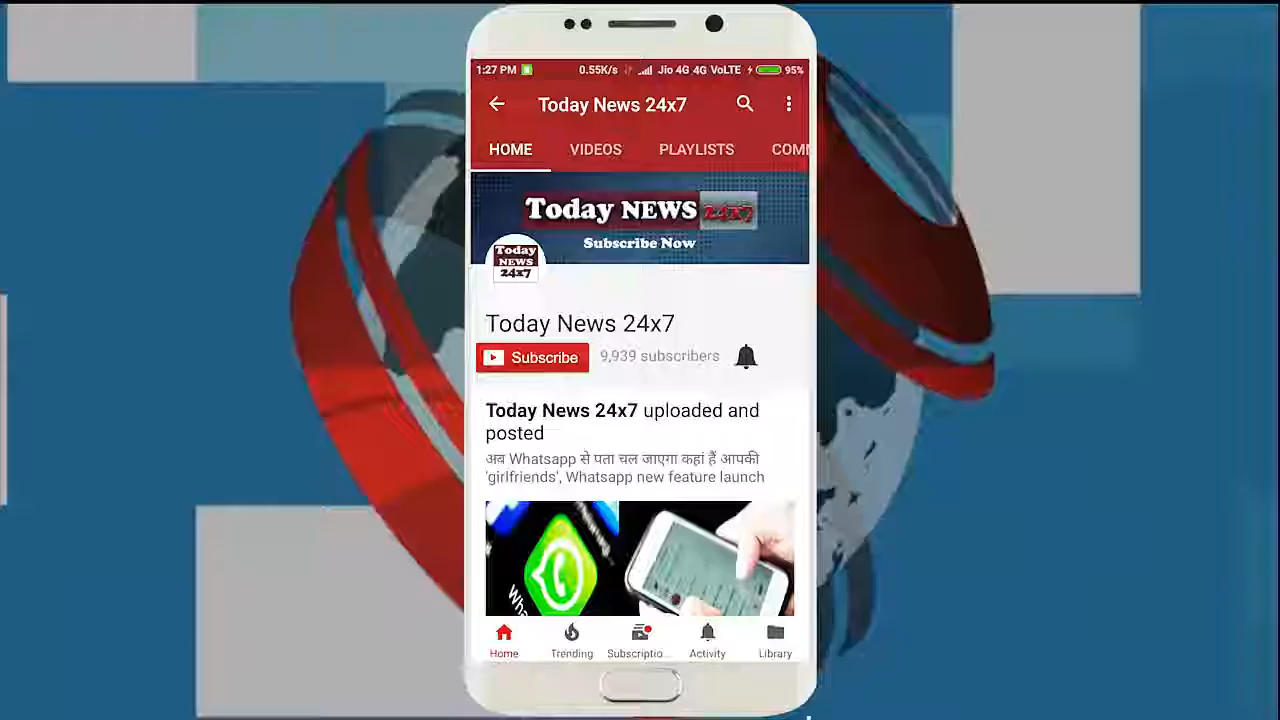 1:27 PM 0.55K/s Jio 4G 4G VoLTE 95%
Today News 24x7
HOME VIDEOS PLAYLISTS COMM
Today NEWS 24x7
Subscribe Now
Today
NEWS
24x7
Today News 24x7
Subscribe 9,939 subscribers
Today News 24x7 uploaded and
posted
अब Whatsapp से पता चल जाएगा कहां हैं आपकी
'girlfriends', Whatsapp new feature launch
Home Trending Subscriptio... Activity Library